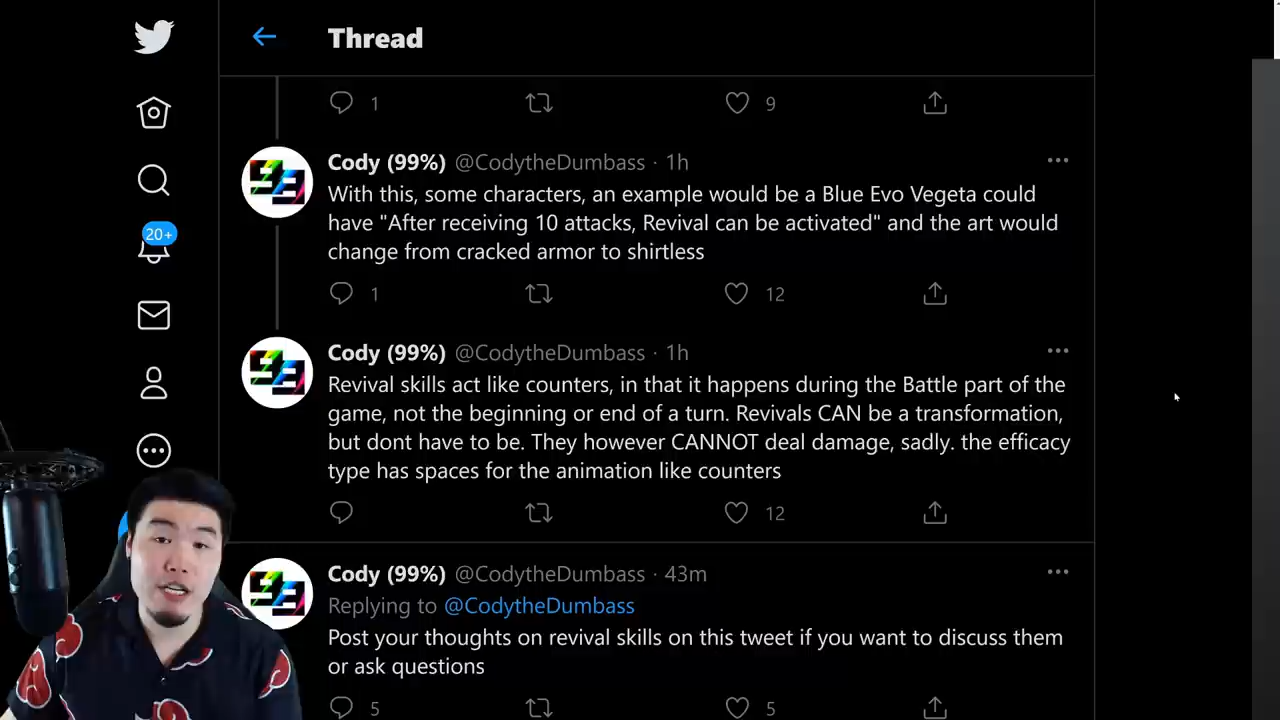 Thread
1
9
Cody (99%) @CodytheDumbass · 1h
With this, some characters, an example would be a Blue Evo Vegeta could
have "After receiving 10 attacks, Revival can be activated" and the art would
change from cracked armor to shirtless
20+
1
12
Cody (99%) @CodytheDumbass · 1h
Revival skills act like counters, in that it happens during the Battle part of the
game, not the beginning or end of a turn. Revivals CAN be a transformation,
but dont have to be. They however CANNOT deal damage, sadly. the efficacy
type has spaces for the animation like counters
12
Cody (99%) @CodytheDumbass · 43m
Replying to @CodytheDumbass
Post your thoughts on revival skills on this tweet if you want to discuss them
or ask questions
5
5